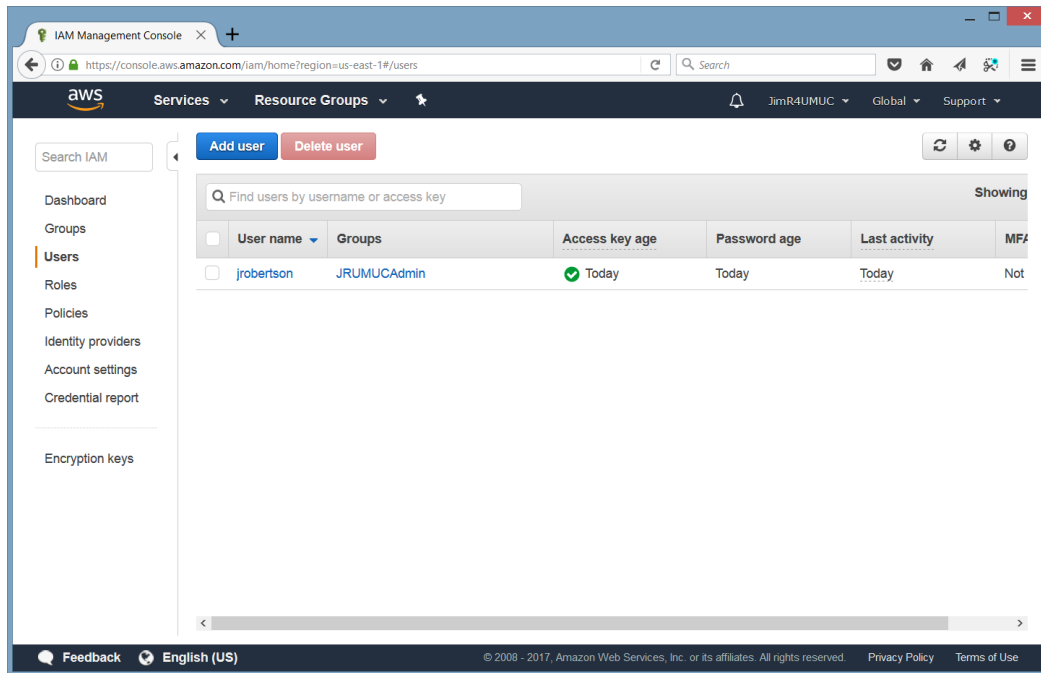 IAM Management Console
https://console.aws.amazon.com/iam/home?region=us-east-1#/users
Search
aws Services Resource Groups JimR4UMUC Global Support
Search IAM
Dashboard
Groups
Users
Roles
Policies
Identity providers
Account settings
Credential report
Encryption keys
Add user Delete user
Find users by username or access key Showing
User name Groups Access key age Password age Last activity MFA
jrobertson JRUMUCAdmin Today Today Today Not
Feedback English (US) © 2008 - 2017, Amazon Web Services, Inc. or its affiliates. All rights reserved. Privacy Policy Terms of Use